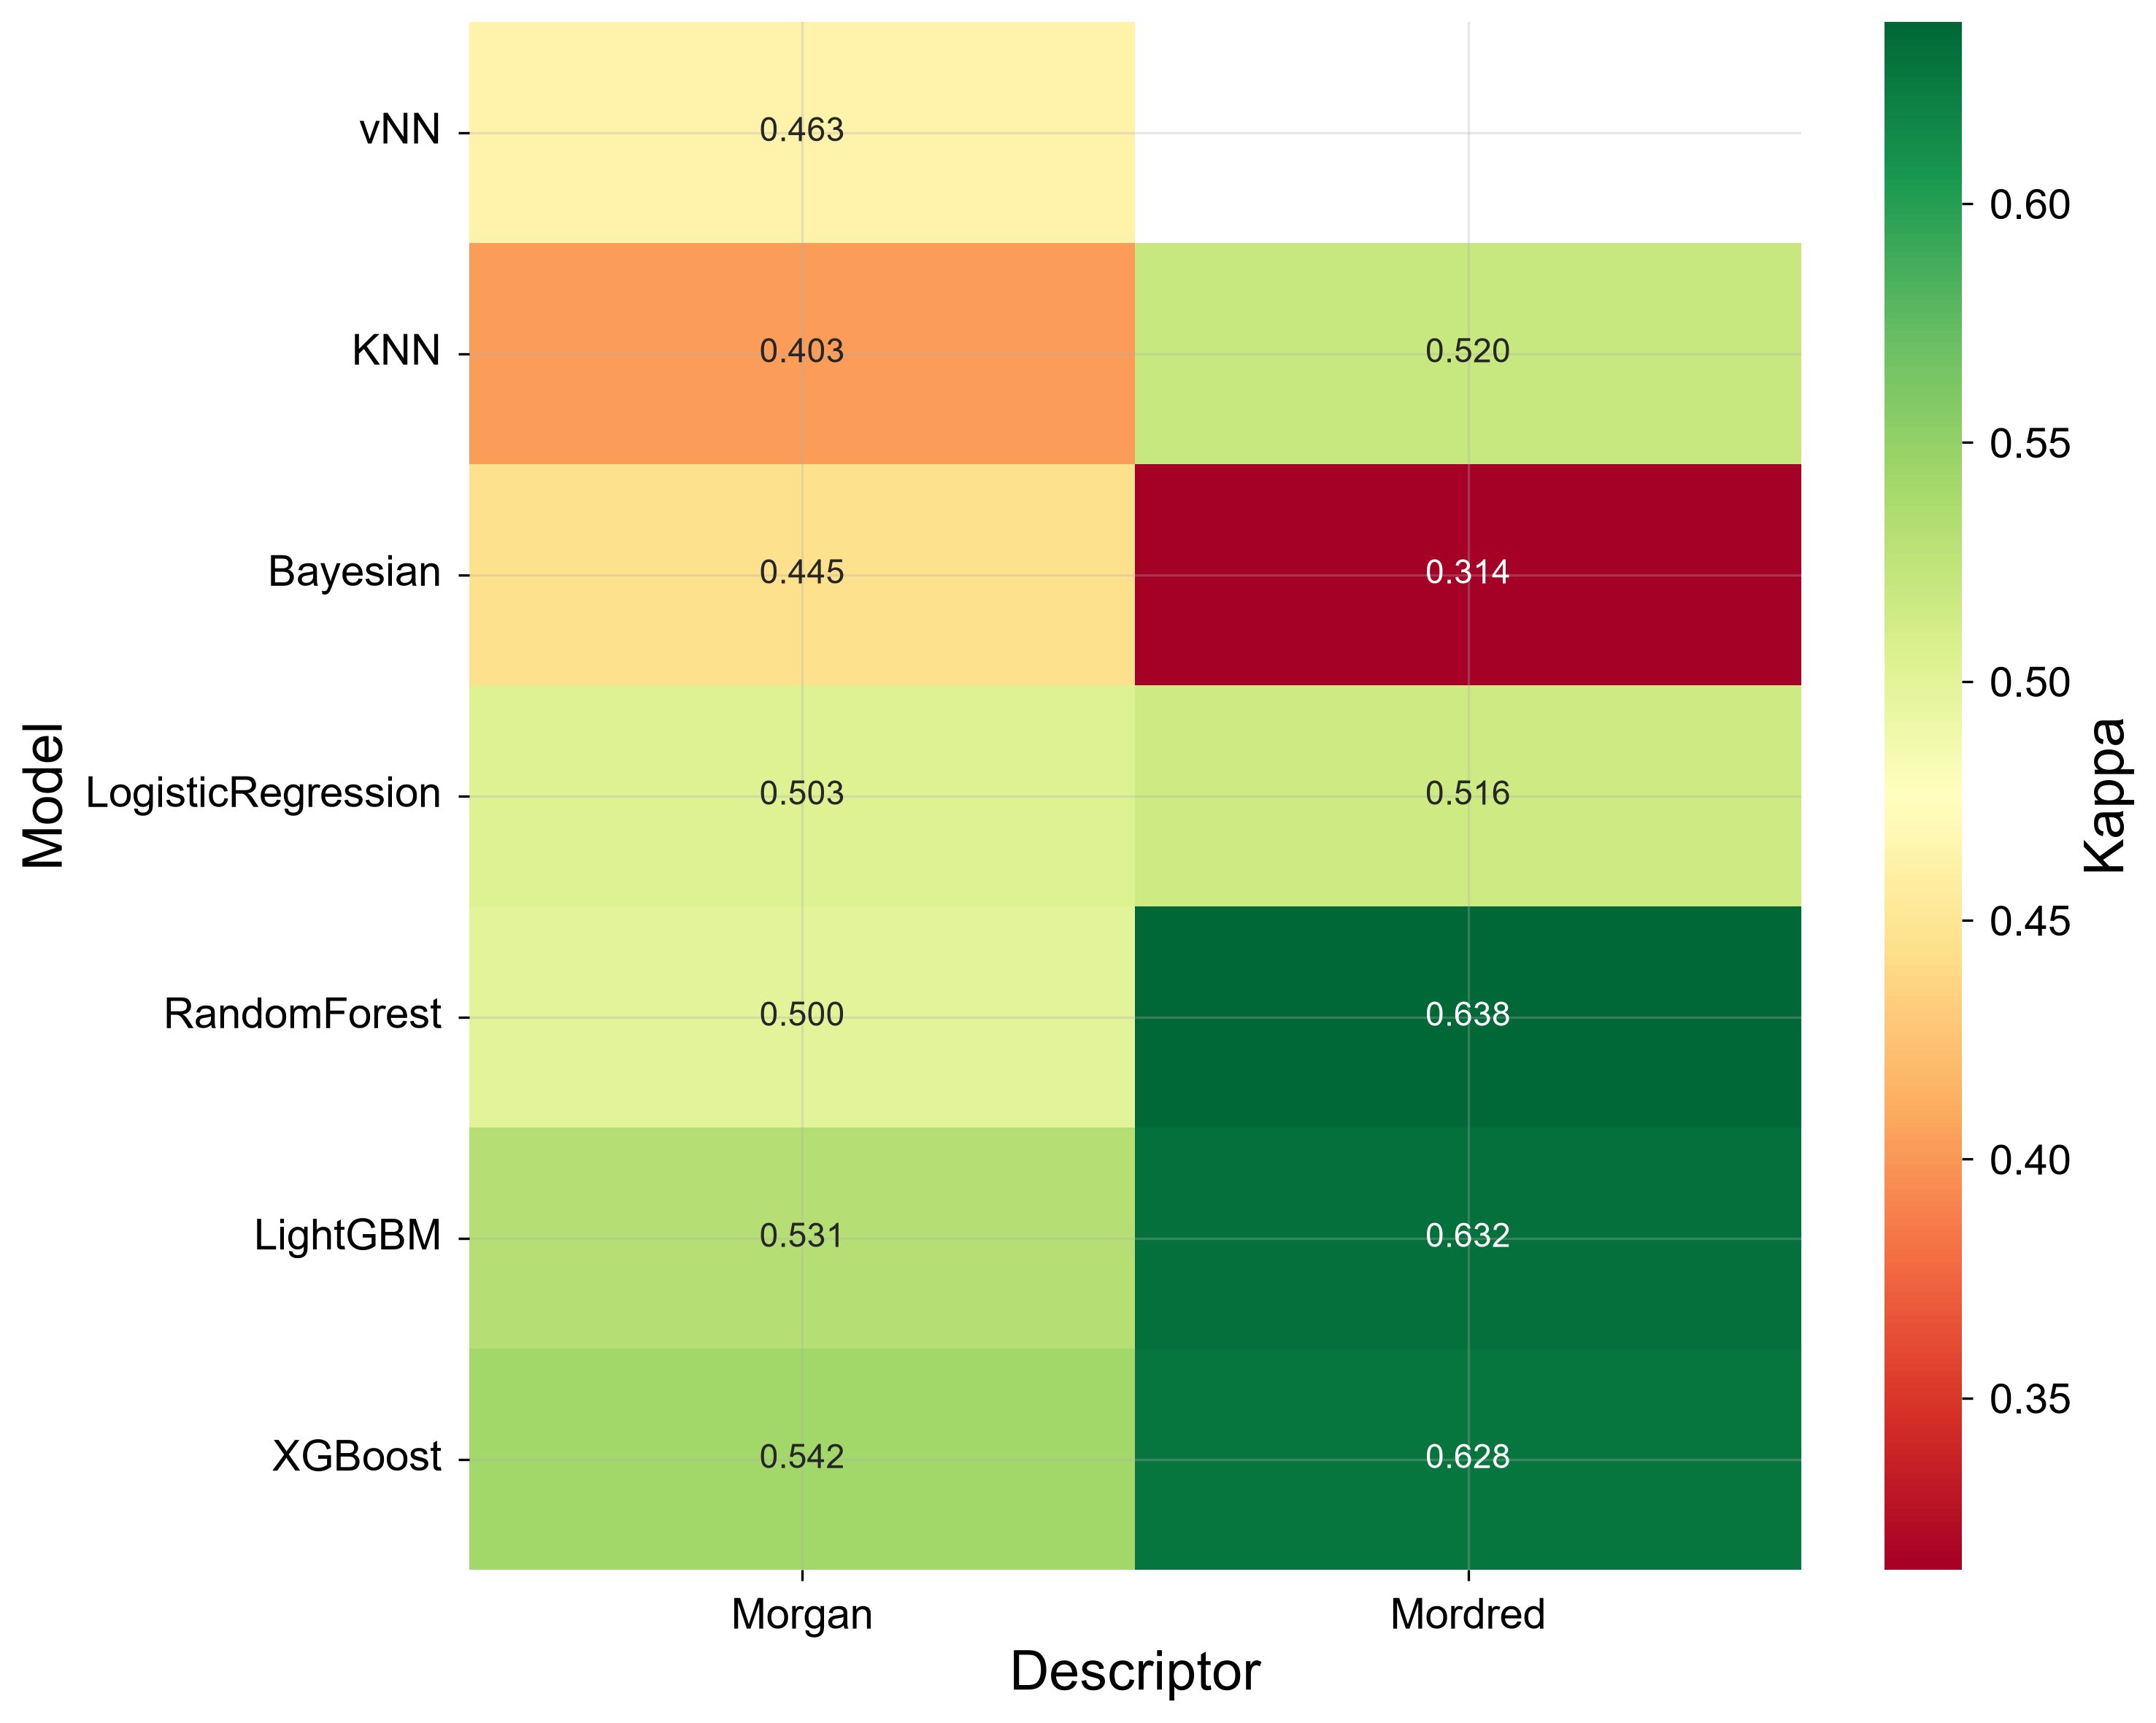 vNN 0.463
KNN 0.403 0.520
Bayesian 0.445 0.314
LogisticRegression 0.503 0.516
RandomForest 0.500 0.638
LightGBM 0.531 0.632
XGBoost 0.542 0.628
Model
Morgan Mordred
Descriptor
0.60
0.55
0.50
0.45
0.40
0.35
Kappa